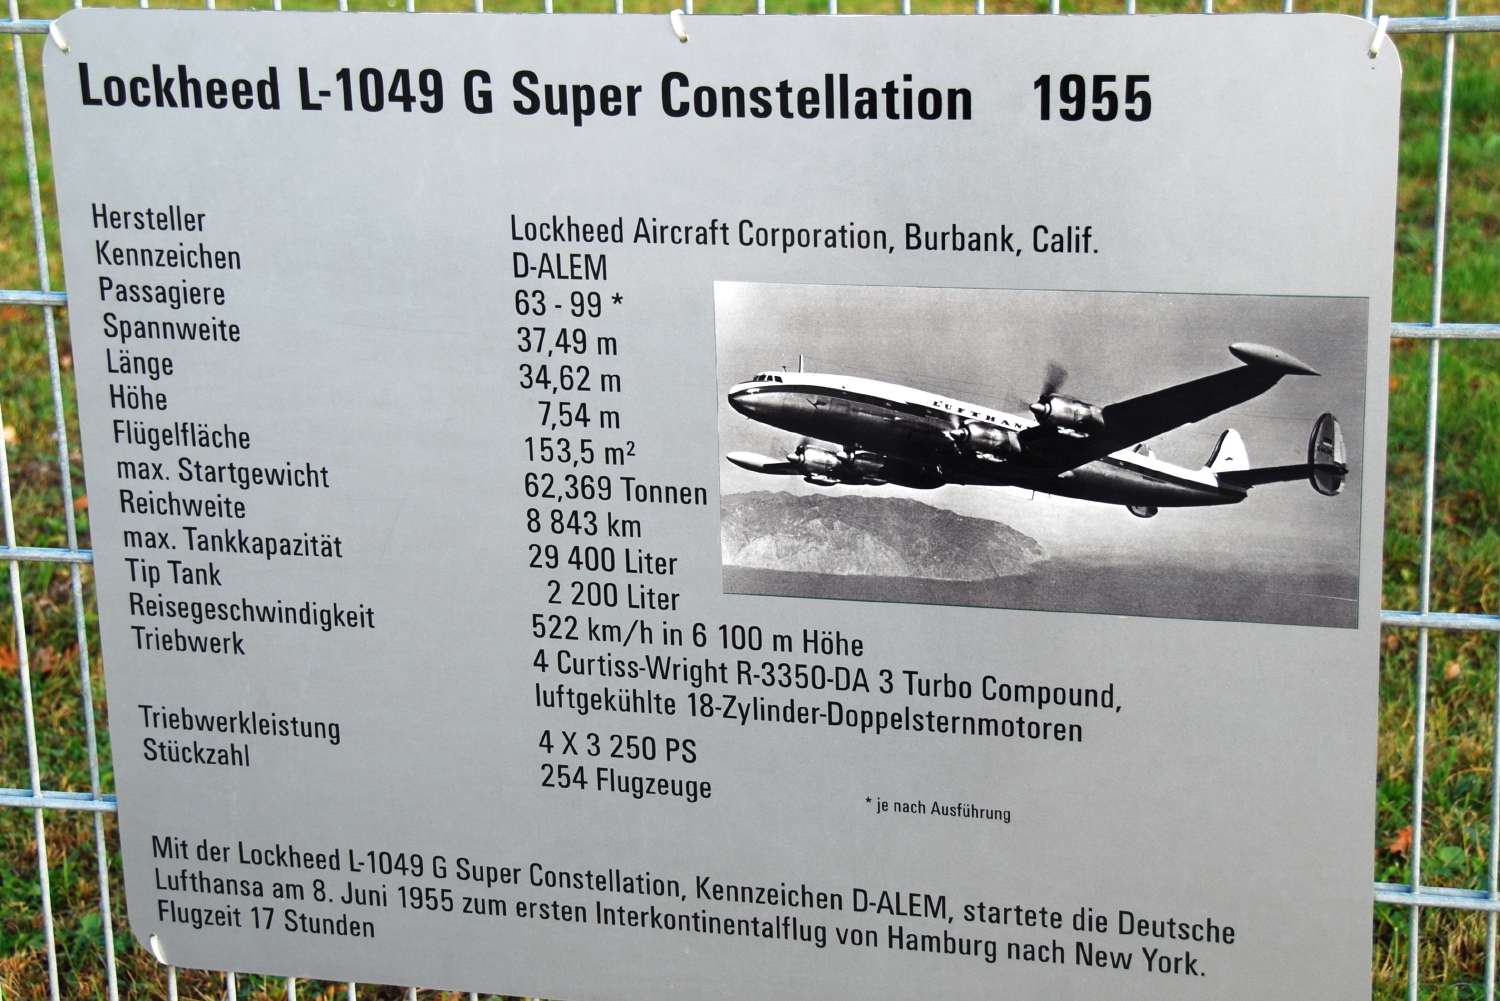 Lockheed L-1049 G Super Constellation 1955
Hersteller Lockheed Aircraft Corporation, Burbank, Calif.
Kennzeichen D-ALEM
Passagiere 63 - 99 *
Spannweite 37,49 m
Länge 34,62 m
Höhe 7,54 m
Flügelfläche 153,5 m²
max. Startgewicht 62,369 Tonnen
Reichweite 8 843 km
max. Tankkapazität 29 400 Liter
Tip Tank 2 200 Liter
Reisegeschwindigkeit 522 km/h in 6 100 m Höhe
Triebwerk 4 Curtiss-Wright R-3350-DA 3 Turbo Compound,
luftgekühlte 18-Zylinder-Doppelsternmotoren
Triebwerkleistung 4 X 3 250 PS
Stückzahl 254 Flugzeuge
* je nach Ausführung
Mit der Lockheed L-1049 G Super Constellation, Kennzeichen D-ALEM, startete die Deutsche
Lufthansa am 8. Juni 1955 zum ersten Interkontinentalflug von Hamburg nach New York.
Flugzeit 17 Stunden
LUFTHAN